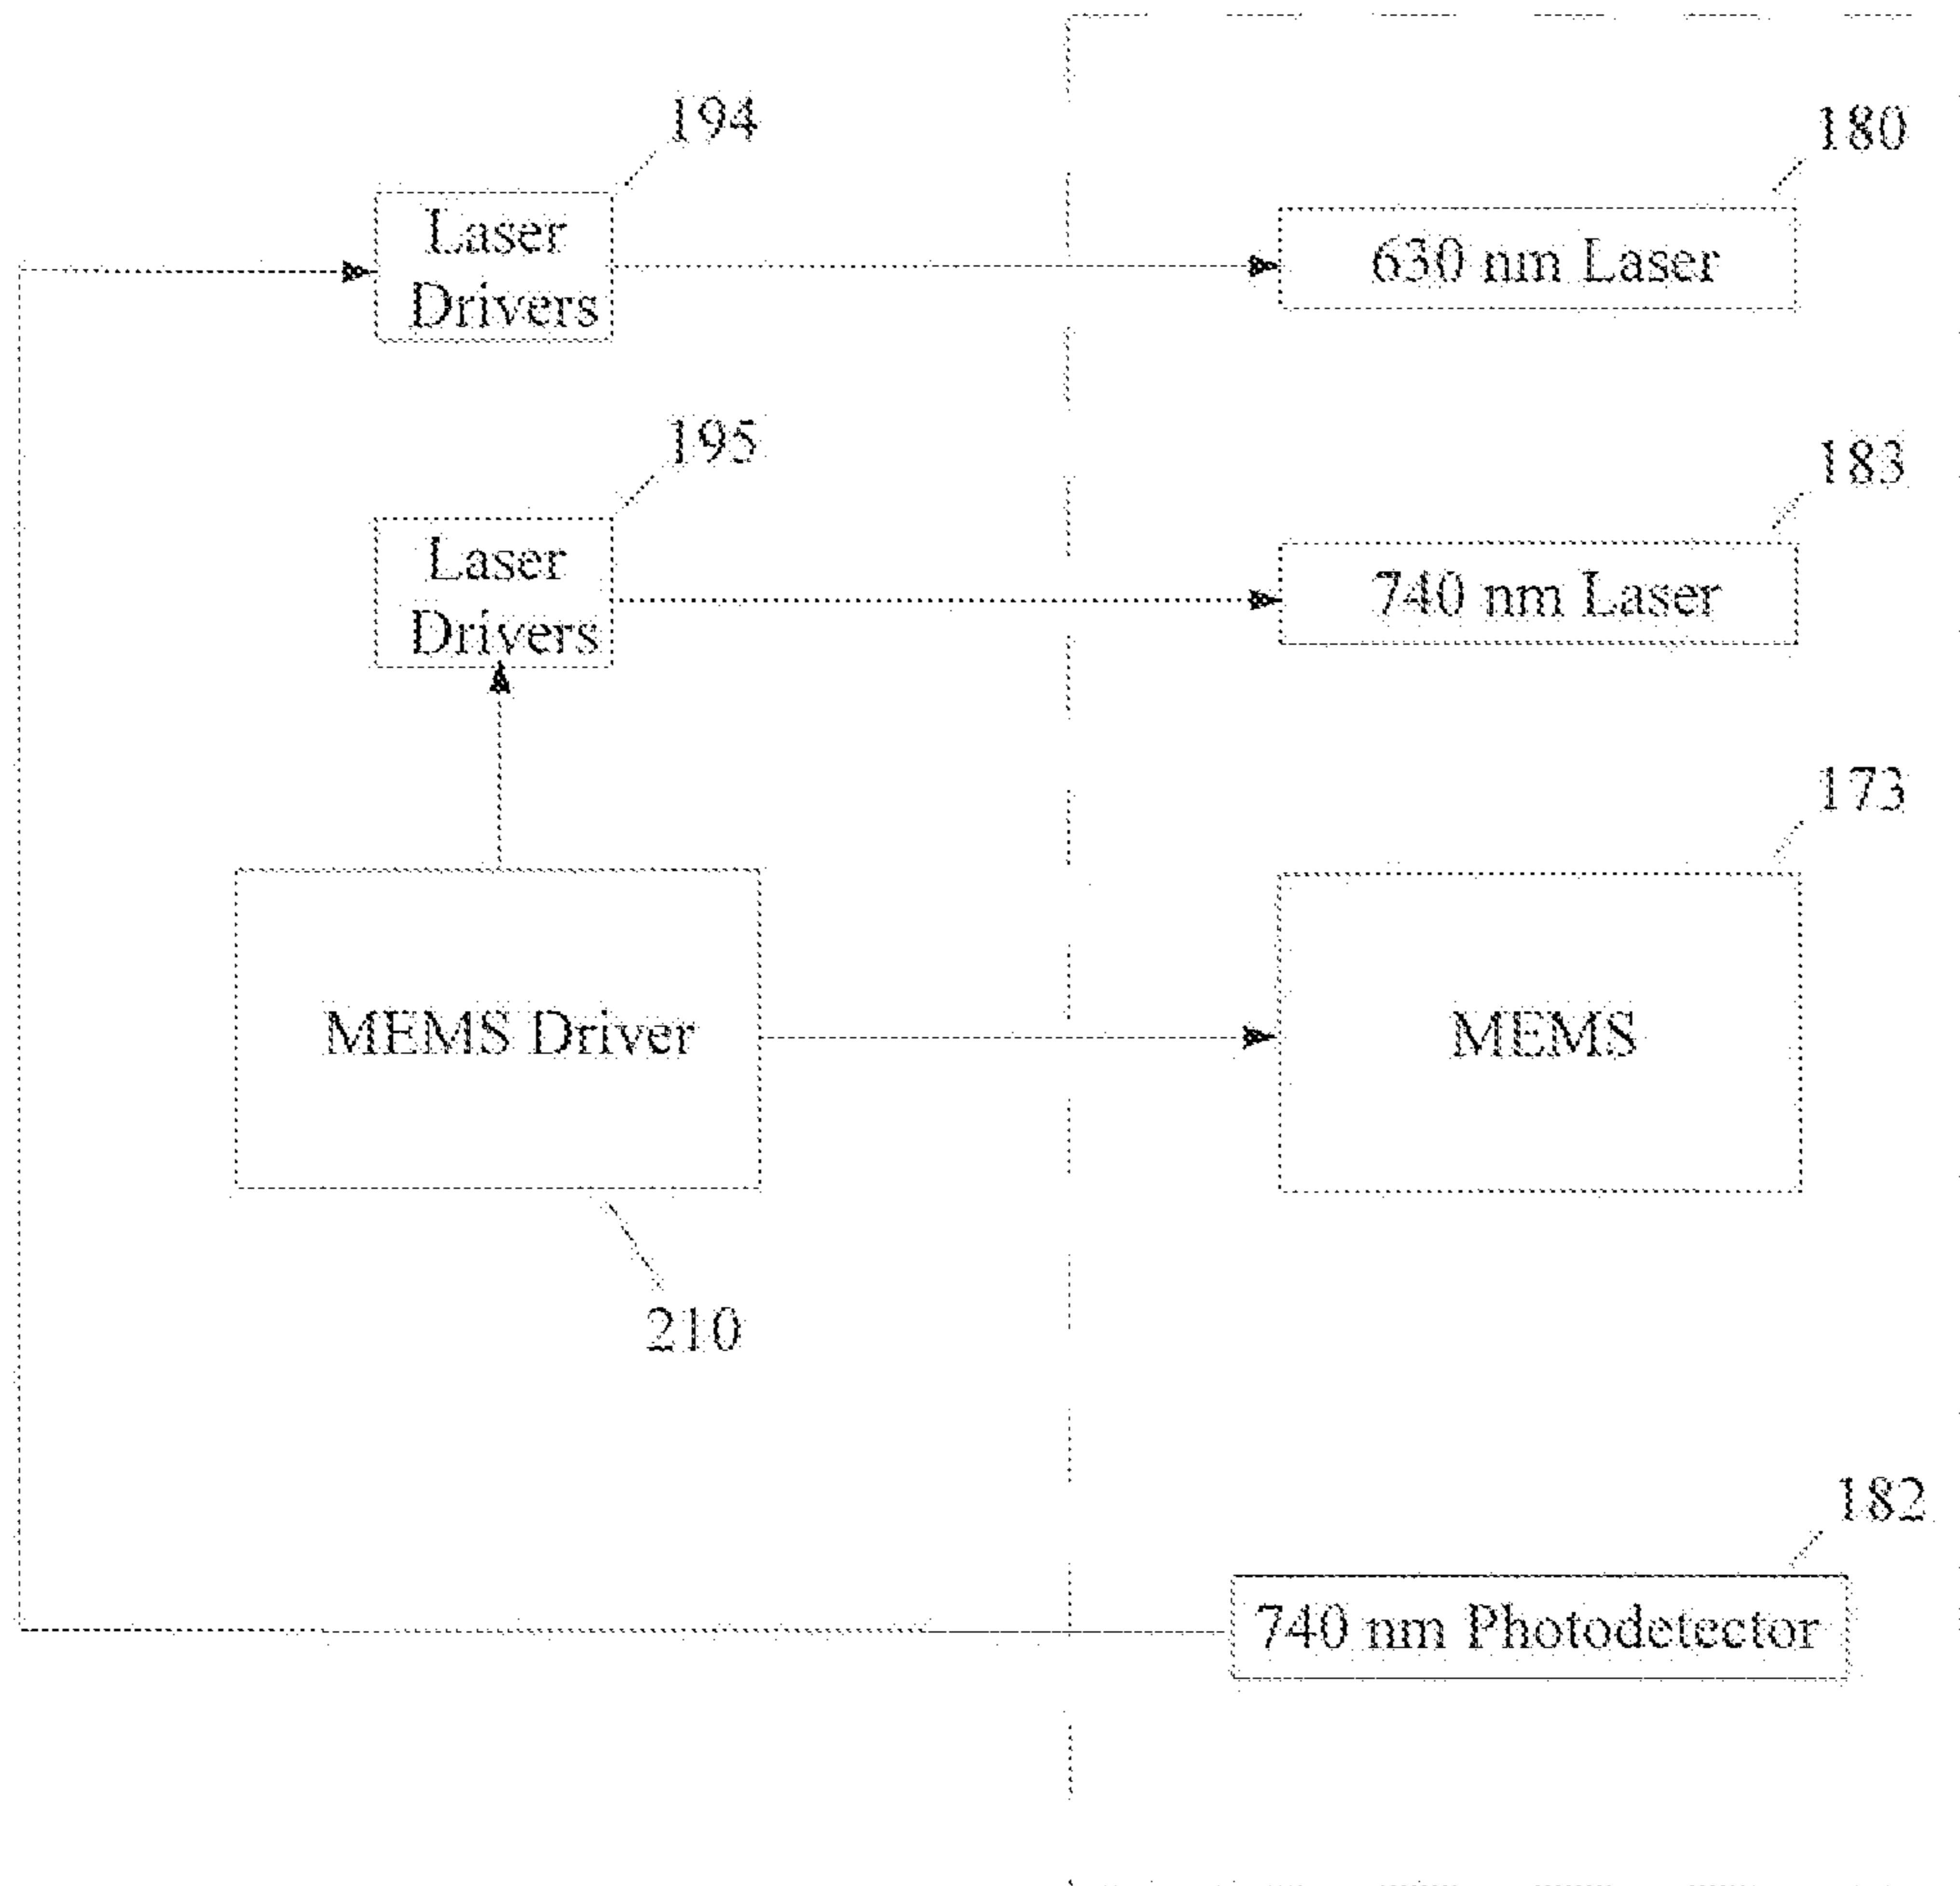 194
180
Laser
Drivers
630 nm Laser
195
183
Laser
Drivers
740 nm Laser
173
MEMS Driver
MEMS
210
182
740 nm Photodetector